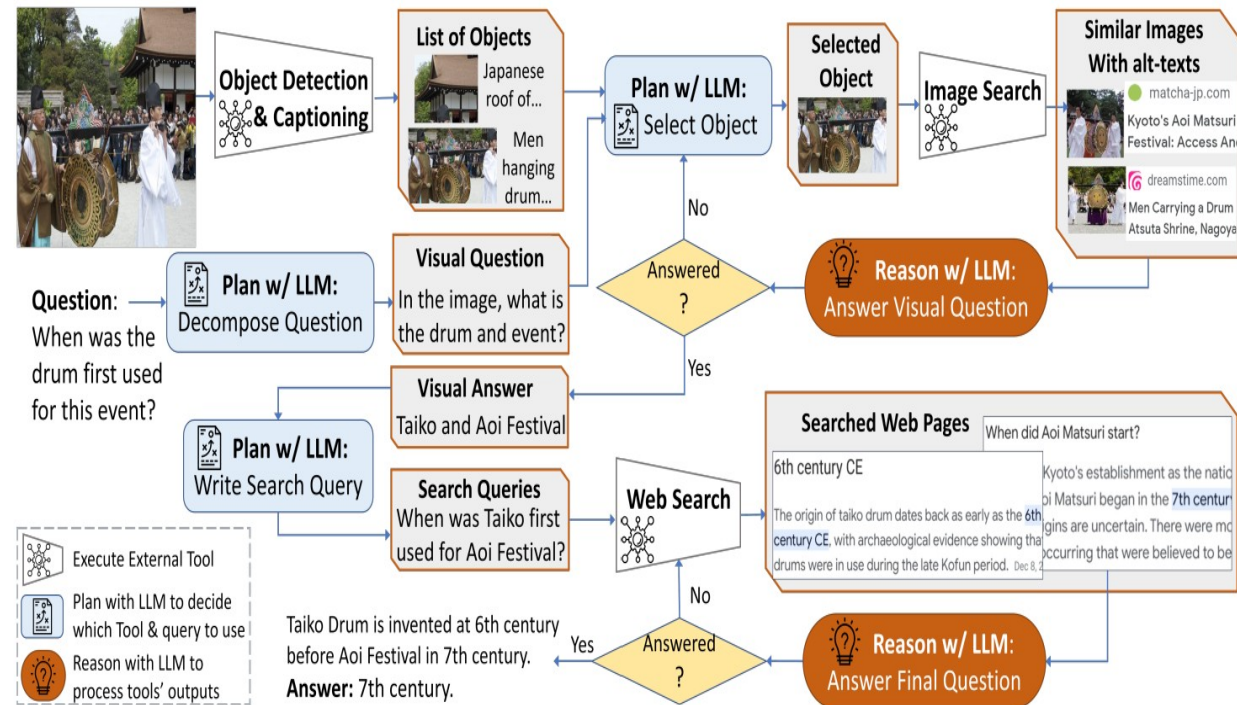 Object Detection
& Captioning
List of Objects
Japanese
roof of...
Men
hanging
drum...
Plan w/ LLM:
Select Object
Selected
Object
Image Search
Similar Images
With alt-texts
matcha-jp.com
Kyoto's Aoi Matsuri
Festival: Access And
dreamstime.com
Men Carrying a Drum
Atsuta Shrine, Nagoya
Question:
When was the
drum first used
for this event?
Plan w/ LLM:
Decompose Question
Visual Question
In the image, what is
the drum and event?
No
Answered
?
Reason w/ LLM:
Answer Visual Question
Yes
Visual Answer
Taiko and Aoi Festival
Plan w/ LLM:
Write Search Query
Search Queries
When was Taiko first
used for Aoi Festival?
Web Search
Searched Web Pages
6th century CE
The origin of taiko drum dates back as early as the 6th
century CE, with archaeological evidence showing tha
drums were in use during the late Kofun period. Dec 8, 2
When did Aoi Matsuri start?
Kyoto's establishment as the natio
oi Matsuri began in the 7th century
gins are uncertain. There were mo
occurring that were believed to be
No
Answered
?
Reason w/ LLM:
Answer Final Question
Yes
Taiko Drum is invented at 6th century
before Aoi Festival in 7th century.
Answer: 7th century.
Execute External Tool
Plan with LLM to decide
which Tool & query to use
Reason with LLM to
process tools' outputs